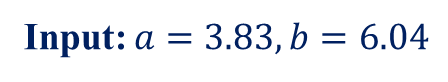 Input: a = 3.83, b = 6.04